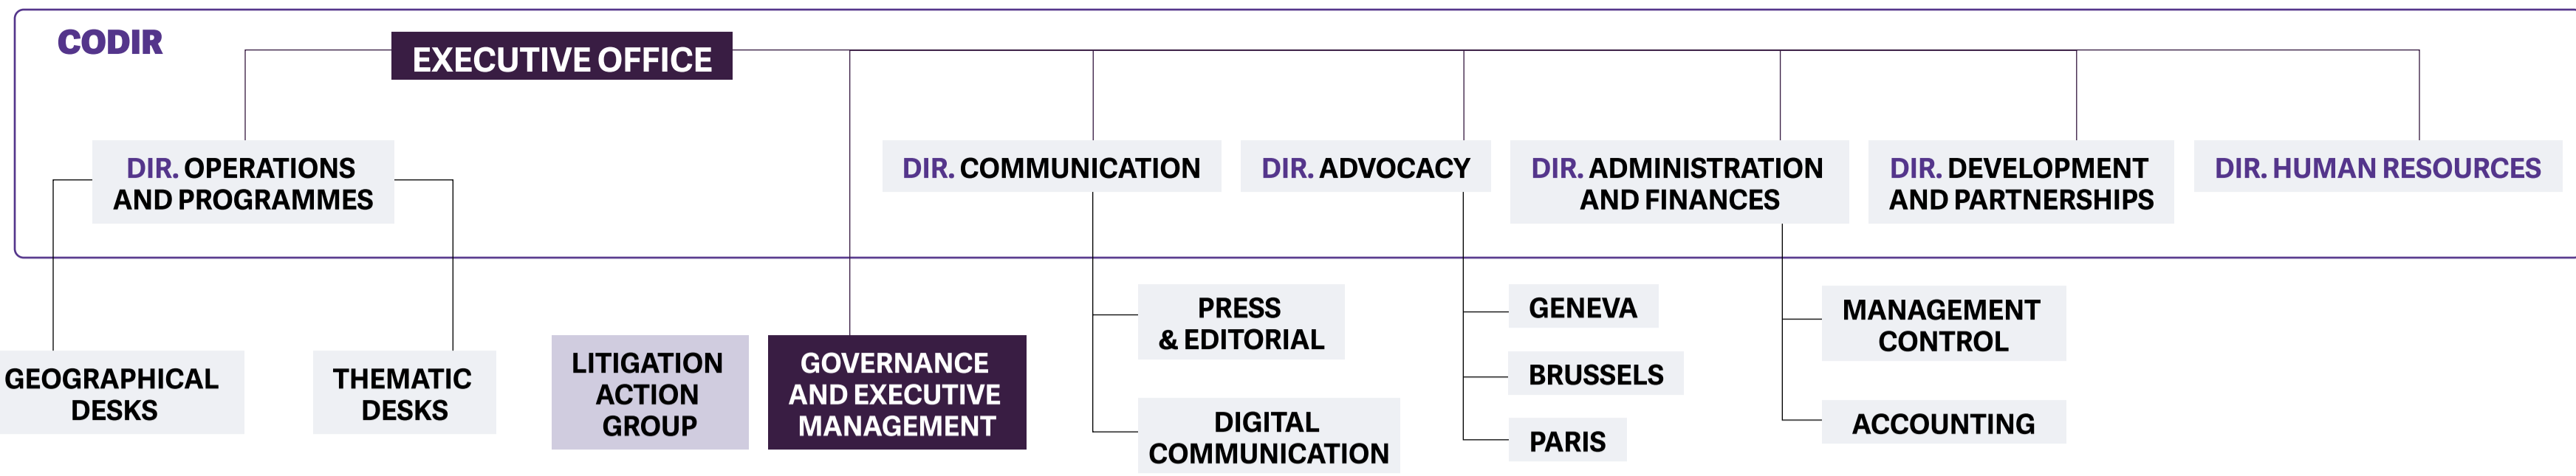 CODIR
EXECUTIVE OFFICE
DIR. OPERATIONS
AND PROGRAMMES
DIR. COMMUNICATION
DIR. ADVOCACY
DIR. ADMINISTRATION
AND FINANCES
DIR. DEVELOPMENT
AND PARTNERSHIPS
DIR. HUMAN RESOURCES
GEOGRAPHICAL
DESKS
THEMATIC
DESKS
LITIGATION
ACTION
GROUP
GOVERNANCE
AND EXECUTIVE
MANAGEMENT
PRESS
& EDITORIAL
DIGITAL
COMMUNICATION
GENEVA
BRUSSELS
PARIS
MANAGEMENT
CONTROL
ACCOUNTING